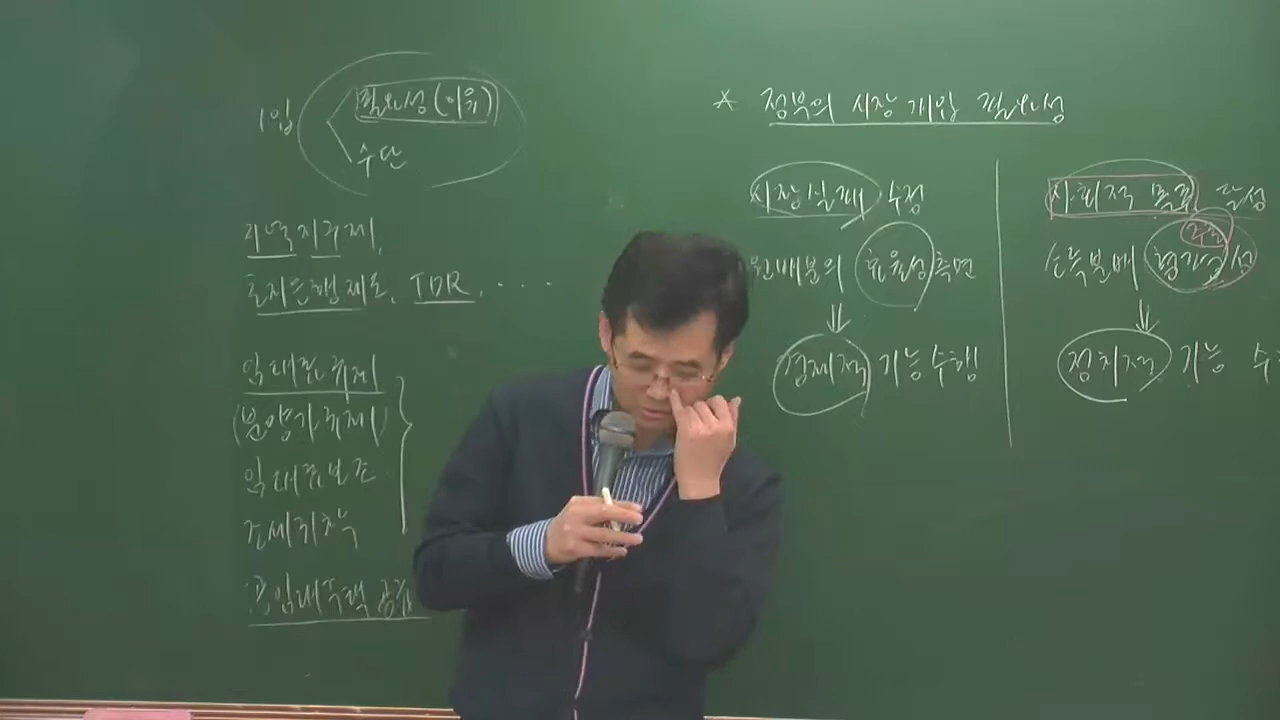 개입
필요성(이유)
수단
지역지구제,
토지은행제도, TDR, ....
임대료규제
(분양가규제)
임대료보조
조세정책
공공임대주택 공급
* 정부의 시장개입 필요성
시장실패 수정
자원배분의 효율성 측면
↓
경제적 기능수행
사회적 목표 달성
소득분배 형평성
↓
정치적 기능 수